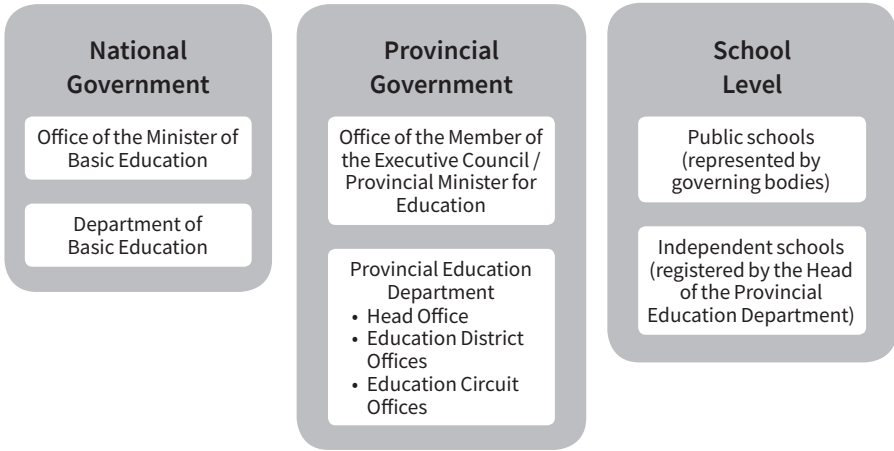 National
Government
Office of the Minister of
Basic Education
Department of
Basic Education
Provincial
Government
Office of the Member of
the Executive Council /
Provincial Minister for
Education
Provincial Education
Department
• Head Office
• Education District
Offices
• Education Circuit
Offices
School
Level
Public schools
(represented by
governing bodies)
Independent schools
(registered by the Head
of the Provincial
Education Department)